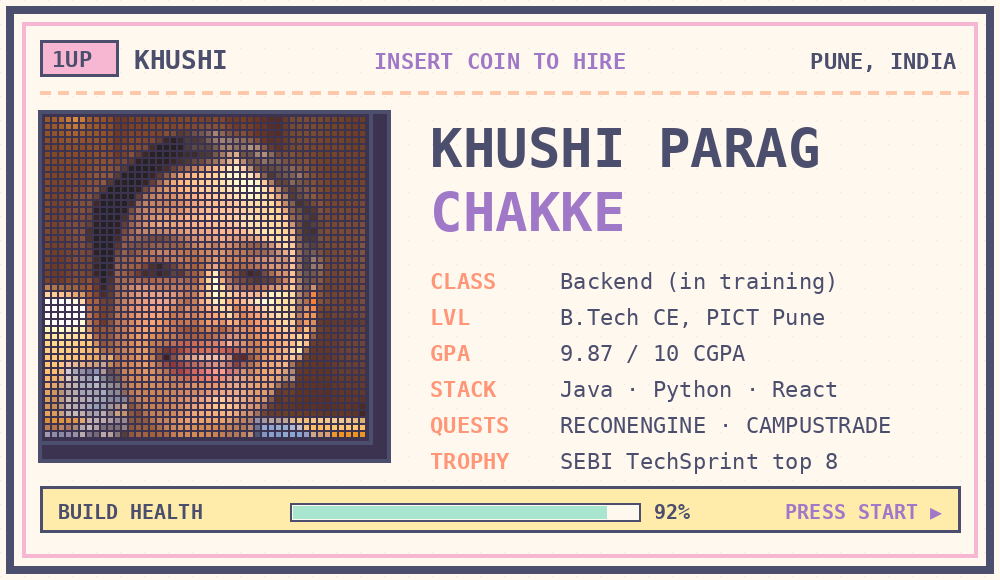 1UP KHUSHI INSERT COIN TO HIRE PUNE, INDIA
KHUSHI PARAG
CHAKKE
CLASS Backend (in training)
LVL B.Tech CE, PICT Pune
GPA 9.87 / 10 CGPA
STACK Java · Python · React
QUESTS RECONENGINE · CAMPUSTRADE
TROPHY SEBI TechSprint top 8
BUILD HEALTH 92% PRESS START ▶